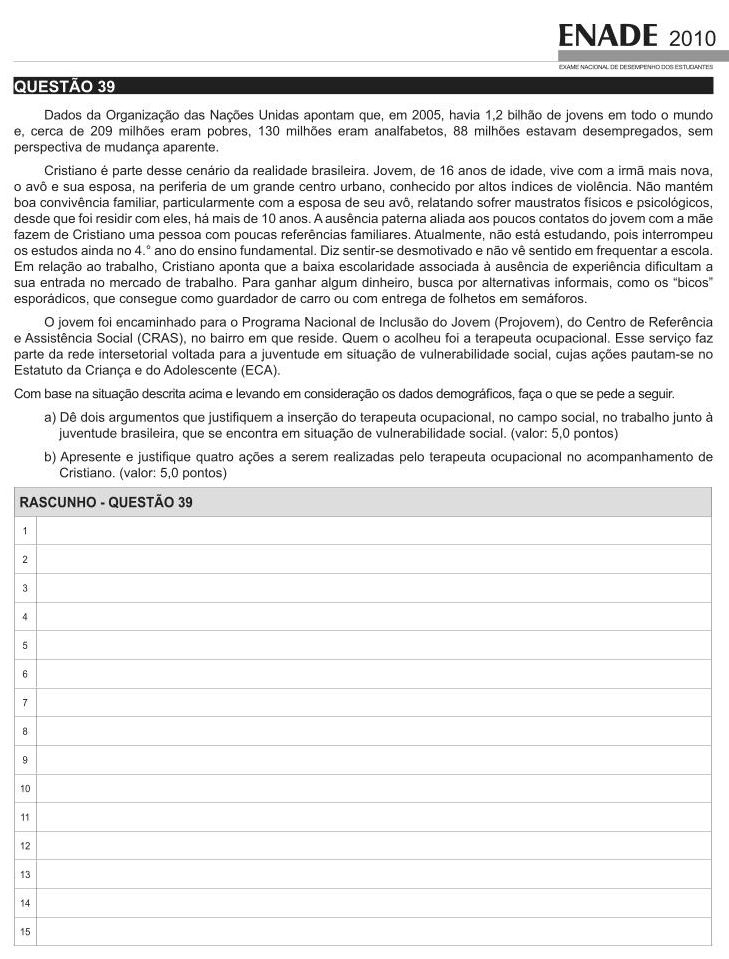 ENADE 2010
EXAME NACIONAL DE DESEMPENHO DOS ESTUDANTES
QUESTÃO 39
Dados da Organização das Nações Unidas apontam que, em 2005, havia 1,2 bilhão de jovens em todo o mundo
e, cerca de 209 milhões eram pobres, 130 milhões eram analfabetos, 88 milhões estavam desempregados, sem
perspectiva de mudança aparente.
Cristiano é parte desse cenário da realidade brasileira. Jovem, de 16 anos de idade, vive com a irmã mais nova,
o avô e sua esposa, na periferia de um grande centro urbano, conhecido por altos índices de violência. Não mantém
boa convivência familiar, particularmente com a esposa de seu avô, relatando sofrer maustratos físicos e psicológicos,
desde que foi residir com eles, há mais de 10 anos. A ausência paterna aliada aos poucos contatos do jovem com a mãe
fazem de Cristiano uma pessoa com poucas referências familiares. Atualmente, não está estudando, pois interrompeu
os estudos ainda no 4.° ano do ensino fundamental. Diz sentir-se desmotivado e não vê sentido em frequentar a escola.
Em relação ao trabalho, Cristiano aponta que a baixa escolaridade associada à ausência de experiência dificultam a
sua entrada no mercado de trabalho. Para ganhar algum dinheiro, busca por alternativas informais, como os “bicos”
esporádicos, que consegue como guardador de carro ou com entrega de folhetos em semáforos.
O jovem foi encaminhado para o Programa Nacional de Inclusão do Jovem (Projovem), do Centro de Referência
e Assistência Social (CRAS), no bairro em que reside. Quem o acolheu foi a terapeuta ocupacional. Esse serviço faz
parte da rede intersetorial voltada para a juventude em situação de vulnerabilidade social, cujas ações pautam-se no
Estatuto da Criança e do Adolescente (ECA).
Com base na situação descrita acima e levando em consideração os dados demográficos, faça o que se pede a seguir.
a) Dê dois argumentos que justifiquem a inserção do terapeuta ocupacional, no campo social, no trabalho junto à
juventude brasileira, que se encontra em situação de vulnerabilidade social. (valor: 5,0 pontos)
b) Apresente e justifique quatro ações a serem realizadas pelo terapeuta ocupacional no acompanhamento de
Cristiano. (valor: 5,0 pontos)
RASCUNHO - QUESTÃO 39
1
2
3
4
5
6
7
8
9
10
11
12
13
14
15